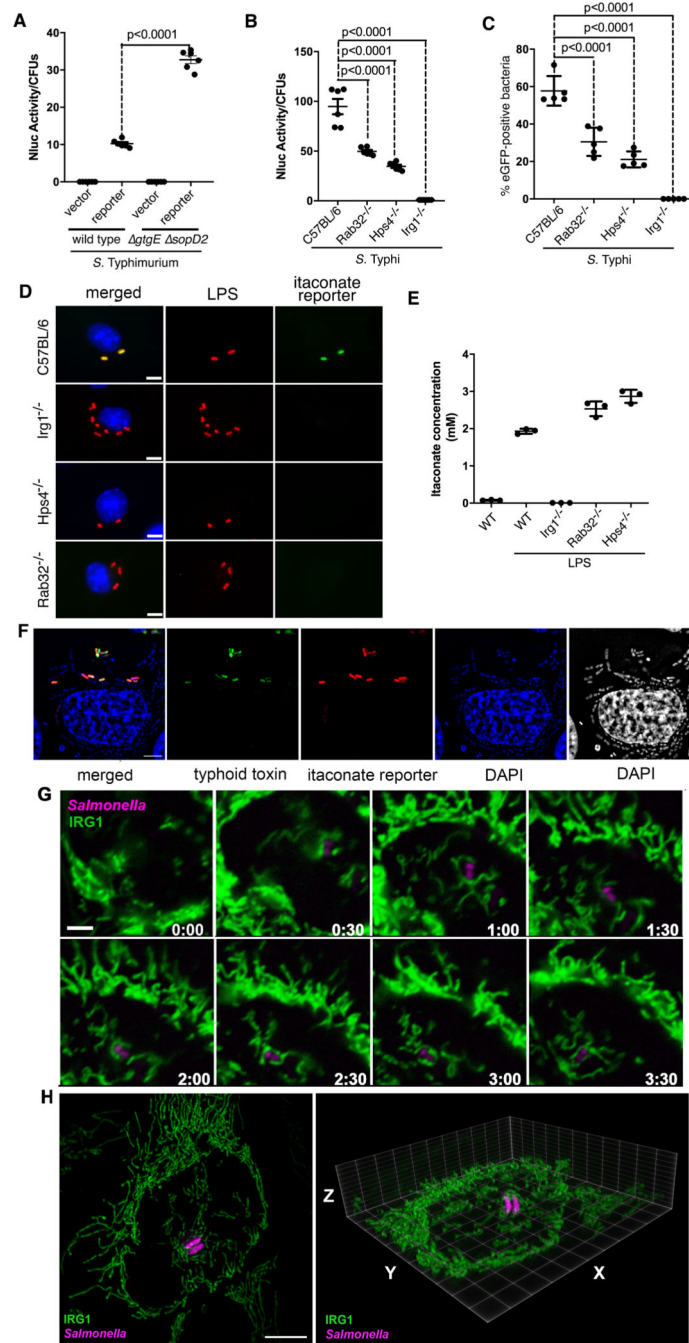 A
Nluc Activity/CFUs
40
30
20
10
0
p<0.0001
vector
reporter
vector
reporter
wild type ΔgtgE ΔsopD2
S. Typhimurium
B
Nluc Activity/CFUs
150
100
50
0
p<0.0001
p<0.0001
p<0.0001
C57BL/6
Rab32-/-
Hps4-/-
Irg1-/-
S. Typhi
C
% eGFP-positive bacteria
100
80
60
40
20
0
p<0.0001
p<0.0001
p<0.0001
C57BL/6
Rab32-/-
Hps4-/-
Irg1-/-
S. Typhi
D
merged LPS itaconate reporter
C57BL/6
Irg1-/-
Hps4-/-
Rab32-/-
E
Itaconate concentration
(mM)
4
3
2
1
0
WT
WT
Irg1-/-
Rab32-/-
Hps4-/-
LPS
F
merged typhoid toxin itaconate reporter DAPI DAPI
G
Salmonella
IRG1
0:00 0:30 1:00 1:30
2:00 2:30 3:00 3:30
H
IRG1
Salmonella
Z
Y
X
IRG1
Salmonella